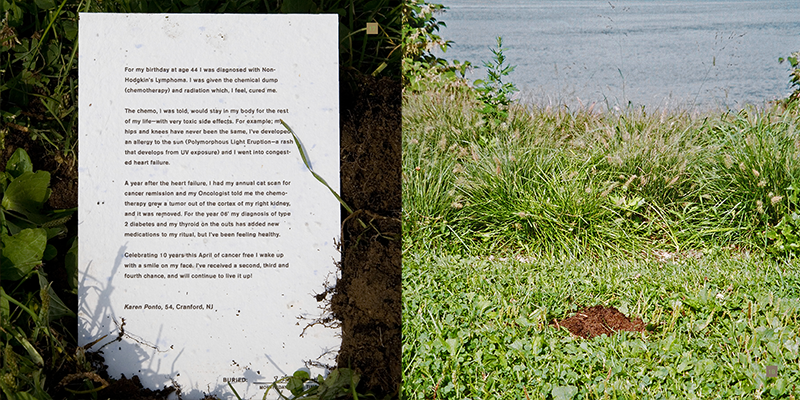 For my birthday at age 44 I was diagnosed with Non-
Hodgkin's Lymphoma. I was given the chemical dump
(chemotherapy) and radiation which, I feel, cured me.
The chemo, I was told, would stay in my body for the rest
of my life—with very toxic side effects. For example; my
hips and knees have never been the same, I've developed
an allergy to the sun (Polymorphous Light Eruption—a rash
that develops from UV exposure) and I went into congest-
ed heart failure.
A year after the heart failure, I had my annual cat scan for
cancer remission and my Oncologist told me the chemo-
therapy grew a tumor out of the cortex of my right kidney,
and it was removed. For the year 06' my diagnosis of type
2 diabetes and my thyroid on the outs has added new
medications to my ritual, but I've been feeling healthy.
Celebrating 10 years this April of cancer free I wake up
with a smile on my face. I've received a second, third and
fourth chance, and will continue to live it up!
Karen Ponto, 54, Cranford, NJ
BURIED